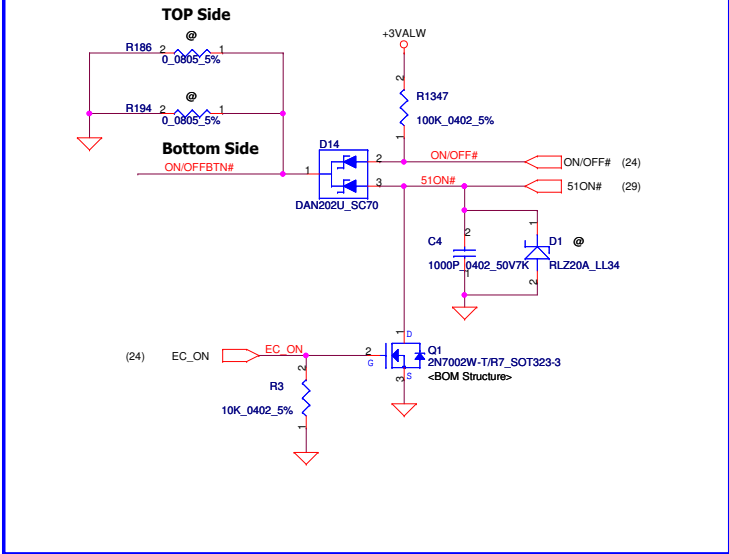 TOP Side
@
R186 2 1
0_0805_5%
@
R194 2 1
0_0805_5%
Bottom Side
ON/OFFBTN#
+3VALW
2
R1347
100K_0402_5%
1
D14
1 2 3
DAN202U_SC70
ON/OFF#
ON/OFF# (24)
51ON#
51ON# (29)
2
C4
1000P_0402_50V7K
1
1
D1 @
RLZ20A_LL34
2
(24) EC_ON
EC_ON
2
R3
10K_0402_5%
1
1 D
2 G
3 S
Q1
2N7002W-T/R7_SOT323-3
<BOM Structure>